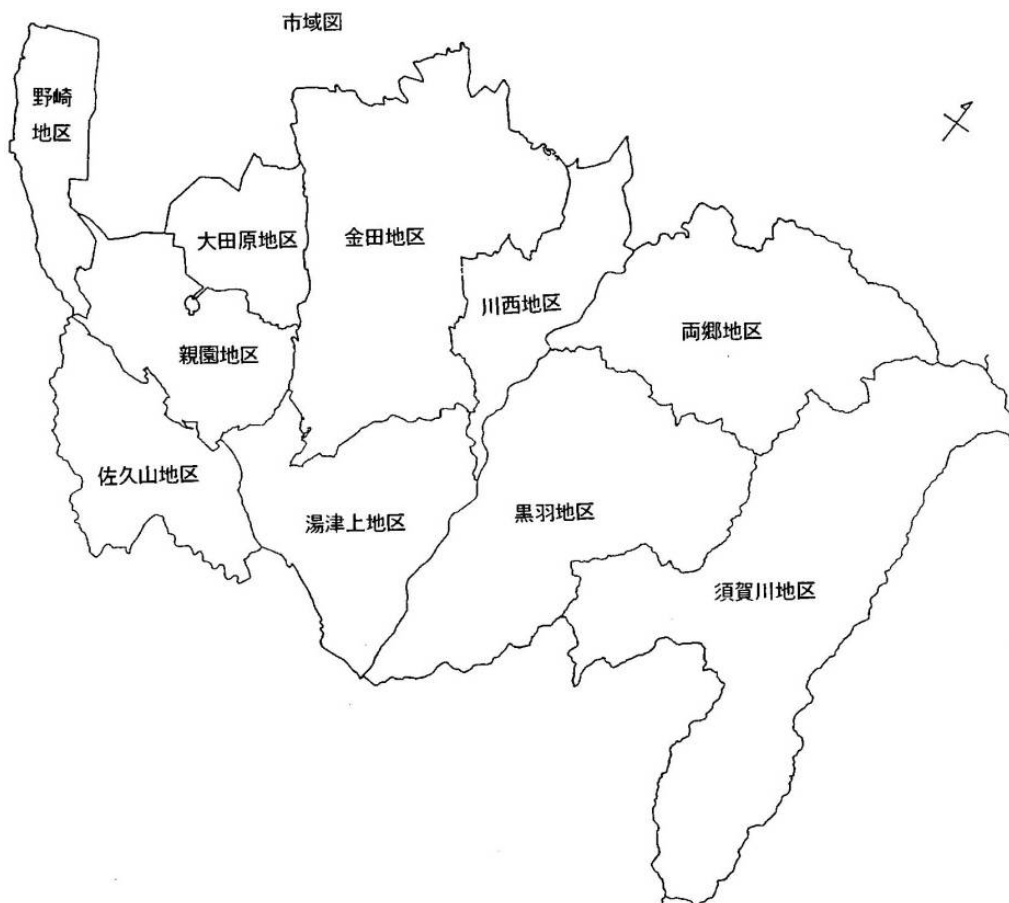 市域図
野崎
地区
大田原地区
金田地区
川西地区
両郷地区
親園地区
佐久山地区
湯津上地区
黒羽地区
須賀川地区